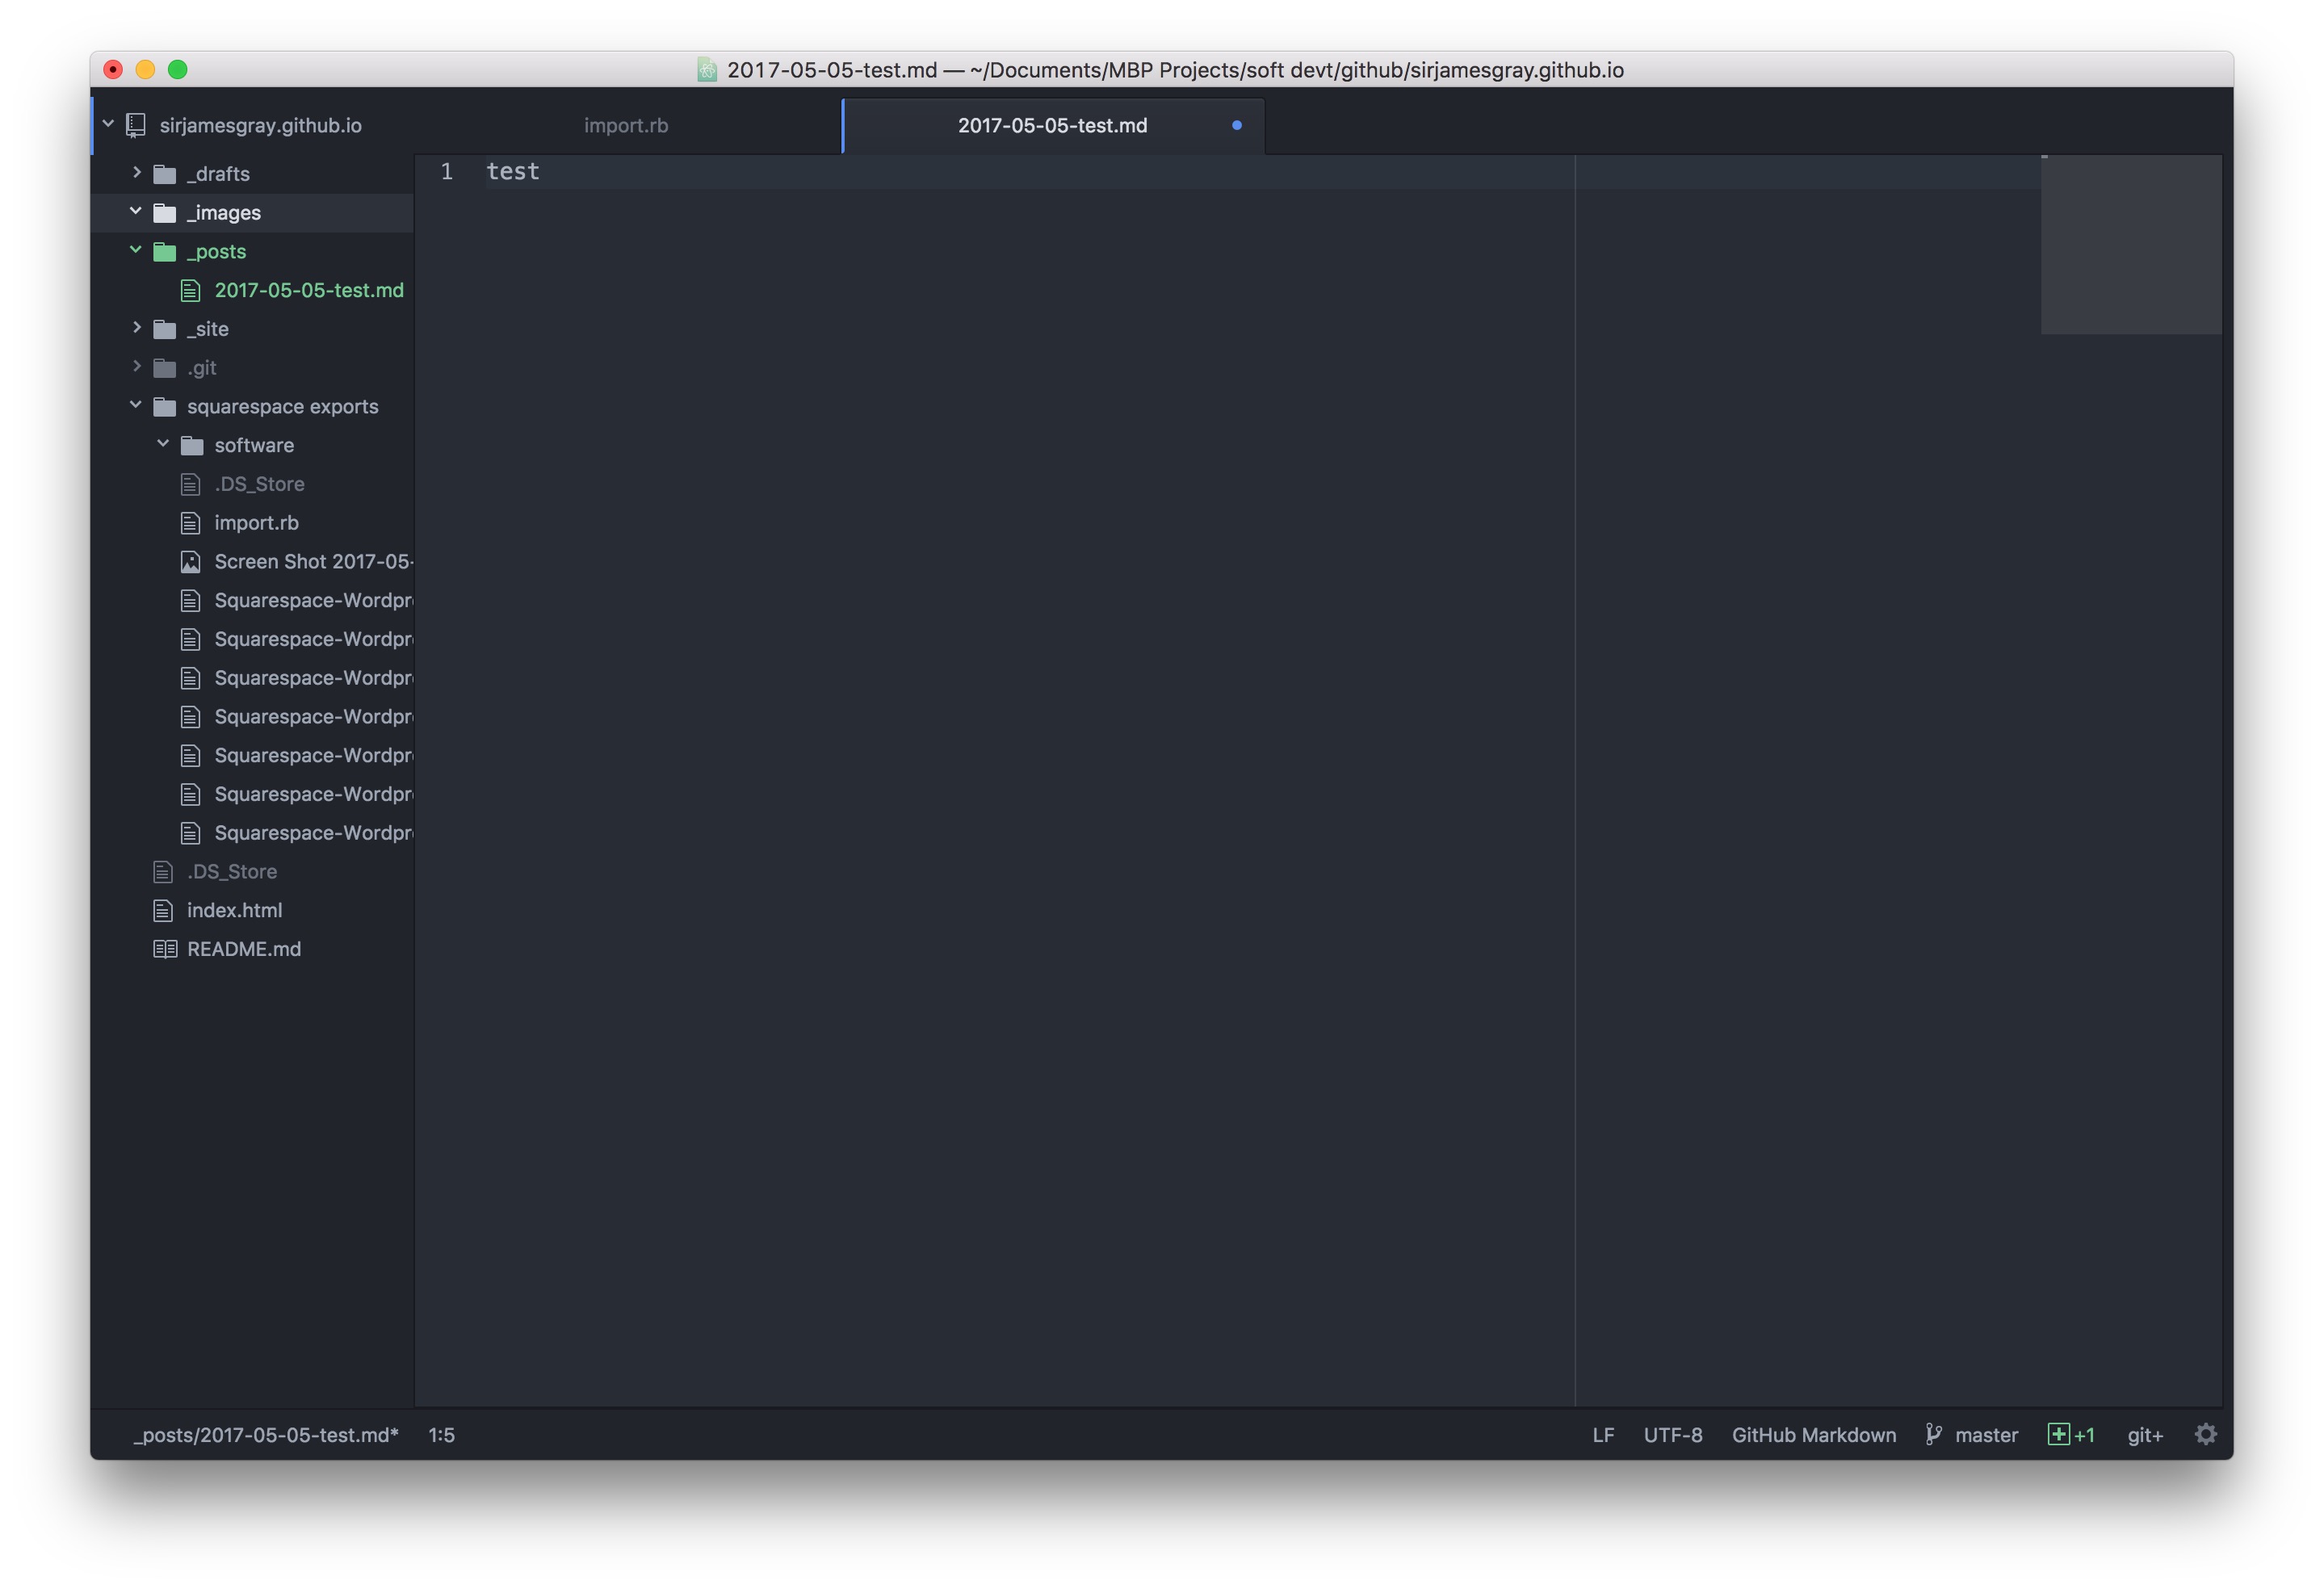 2017-05-05-test.md — ~/Documents/MBP Projects/soft devt/github/sirjamesgray.github.io
sirjamesgray.github.io
import.rb
2017-05-05-test.md
_drafts
_images
_posts
2017-05-05-test.md
_site
.git
squarespace exports
software
.DS_Store
import.rb
Screen Shot 2017-05-
Squarespace-Wordpr
Squarespace-Wordpr
Squarespace-Wordpr
Squarespace-Wordpr
Squarespace-Wordpr
Squarespace-Wordpr
Squarespace-Wordpr
.DS_Store
index.html
README.md
1 test
_posts/2017-05-05-test.md* 1:5 LF UTF-8 GitHub Markdown master +1 git+